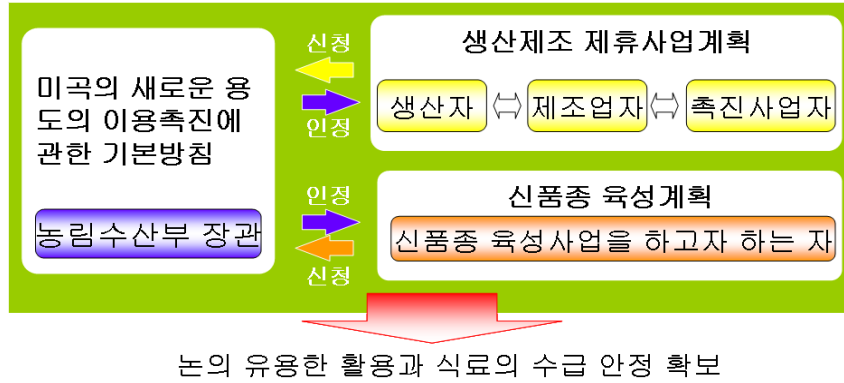 미곡의 새로운 용
도의 이용촉진에
관한 기본방침
농림수산부 장관
신청
인정
생산제조 제휴사업계획
생산자
제조업자
촉진사업자
인정
신청
신품종 육성계획
신품종 육성사업을 하고자 하는 자
논의 유용한 활용과 식료의 수급 안정 확보